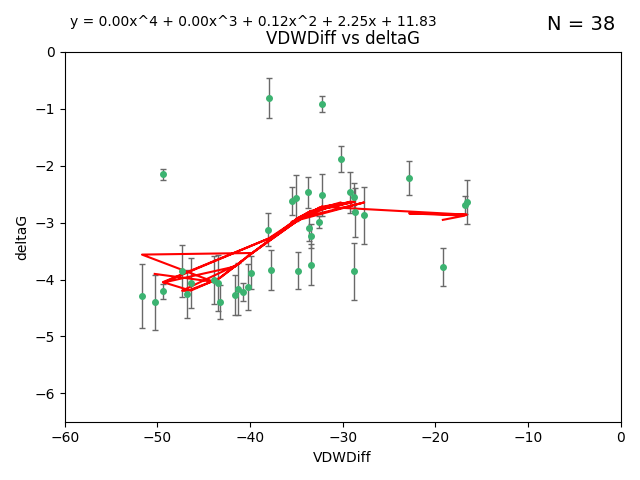 y = 0.00x^4 + 0.00x^3 + 0.12x^2 + 2.25x + 11.83
N = 38
VDWDiff vs deltaG
0
−1
−2
−3
−4
−5
−6
deltaG
−60 −50 −40 −30 −20 −10 0
VDWDiff